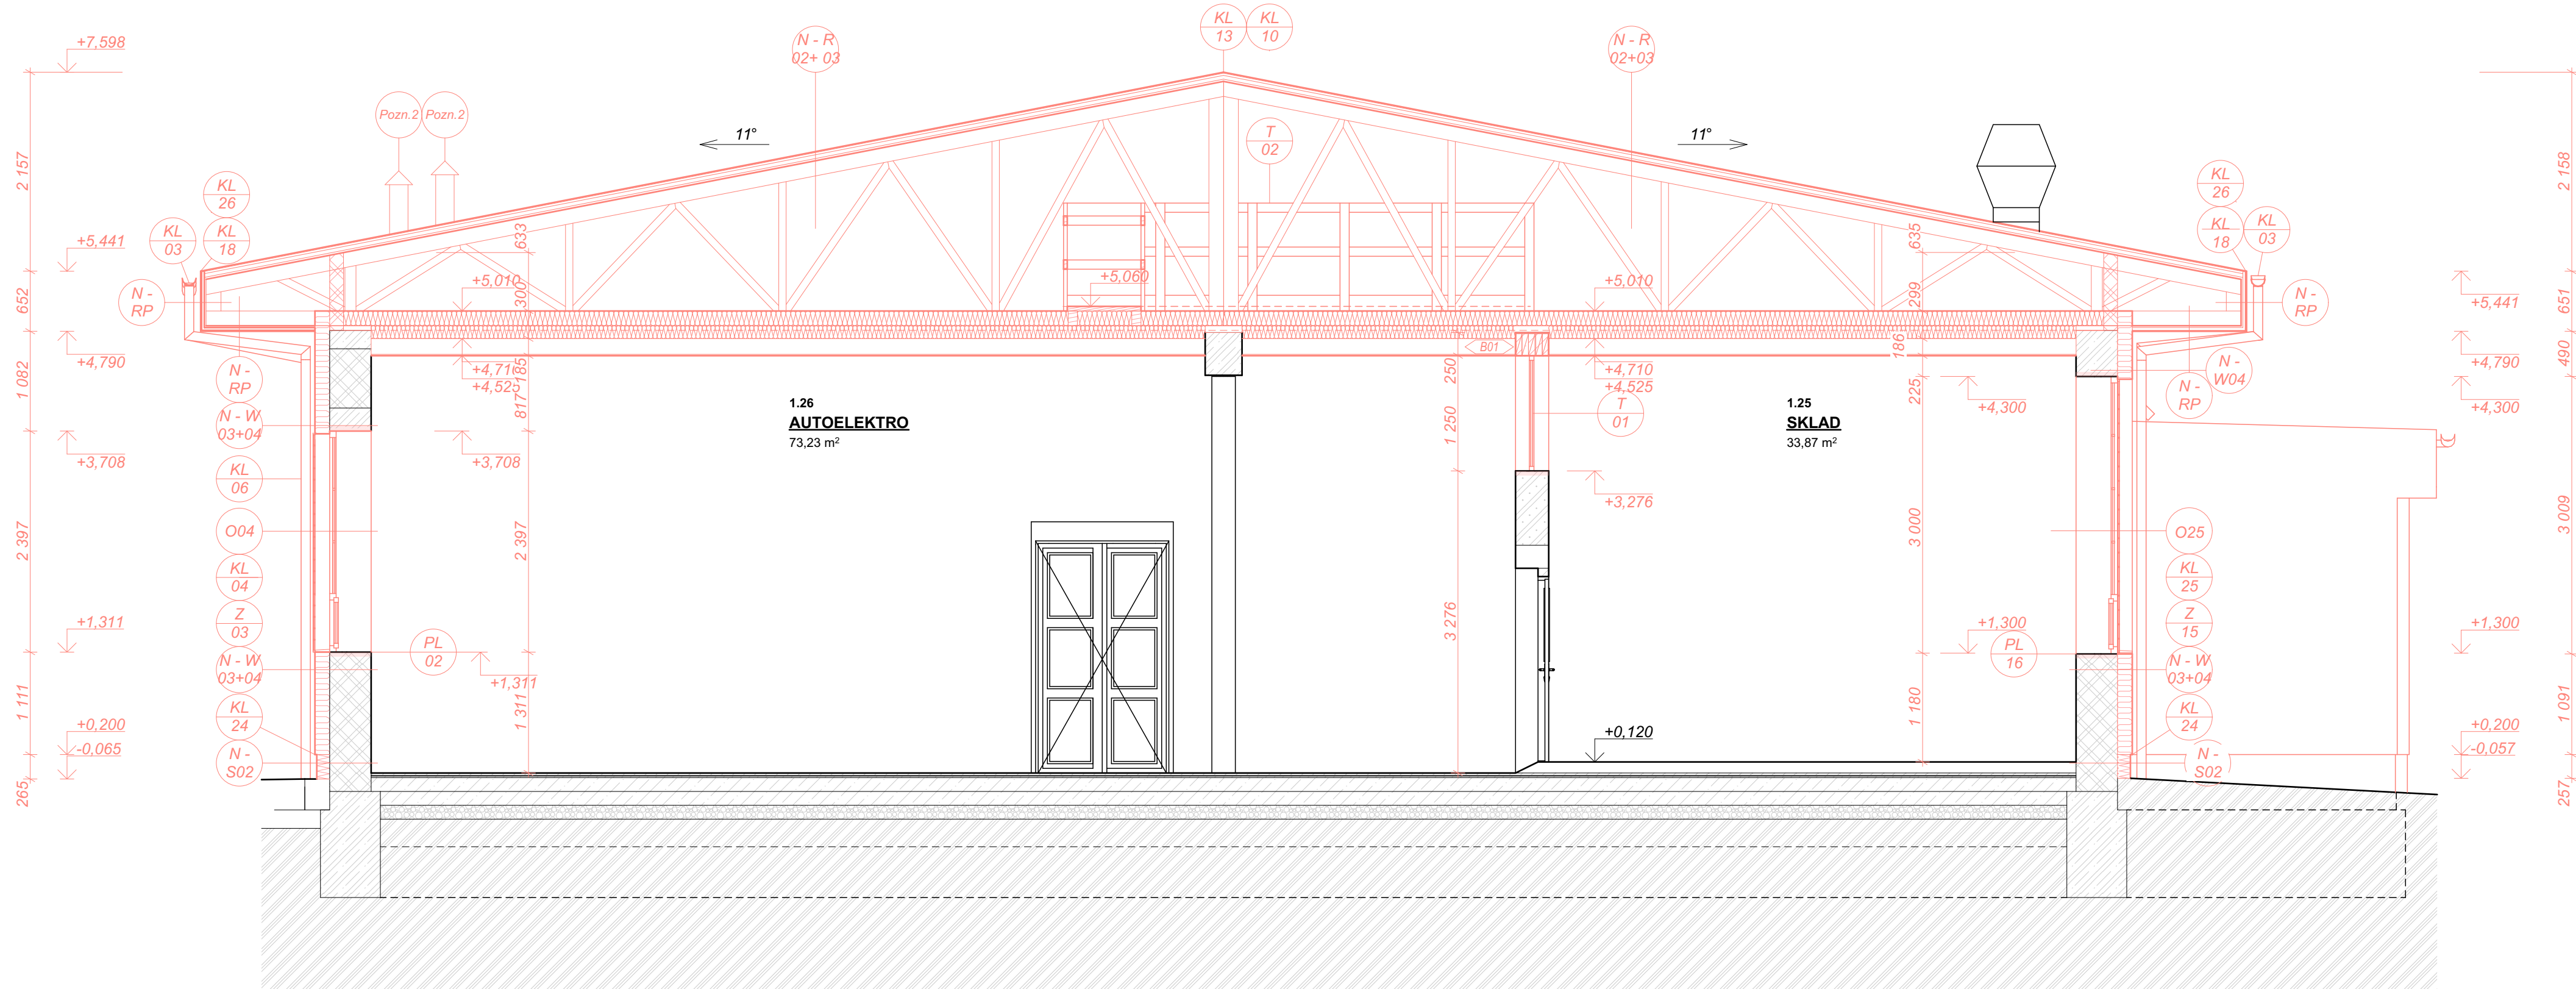 +7,598
2 157
652
1 082
2 397
1 111
265
+5,441
+4,790
+3,708
+1,311
+0,200
-0,065
Pozn.2
Pozn.2
KL
26
KL
03
KL
18
N -
RP
N -
RP
N - W
03+04
KL
06
O04
KL
04
Z
03
N - W
03+04
KL
24
N -
S02
PL
02
N - R
02+ 03
11°
KL
13
KL
10
T
02
N - R
02+03
11°
633
300
185
817
2 397
1 311
+5,010
+4,710
+4,525
+3,708
+1,311
+5,060
1.26
AUTOELEKTRO
73,23 m²
B01
250
1 250
3 276
T
01
+5,010
+4,710
+4,525
+3,276
+0,120
1.25
SKLAD
33,87 m²
635
299
186
225
3 000
1 180
+4,300
+1,300
PL
16
KL
26
KL
18
KL
03
N -
RP
N -
W04
N -
RP
O25
KL
25
Z
15
N - W
03+04
KL
24
N -
S02
+5,441
+4,790
+4,300
+1,300
+0,200
-0,057
2 158
651
490
3 009
1 091
257